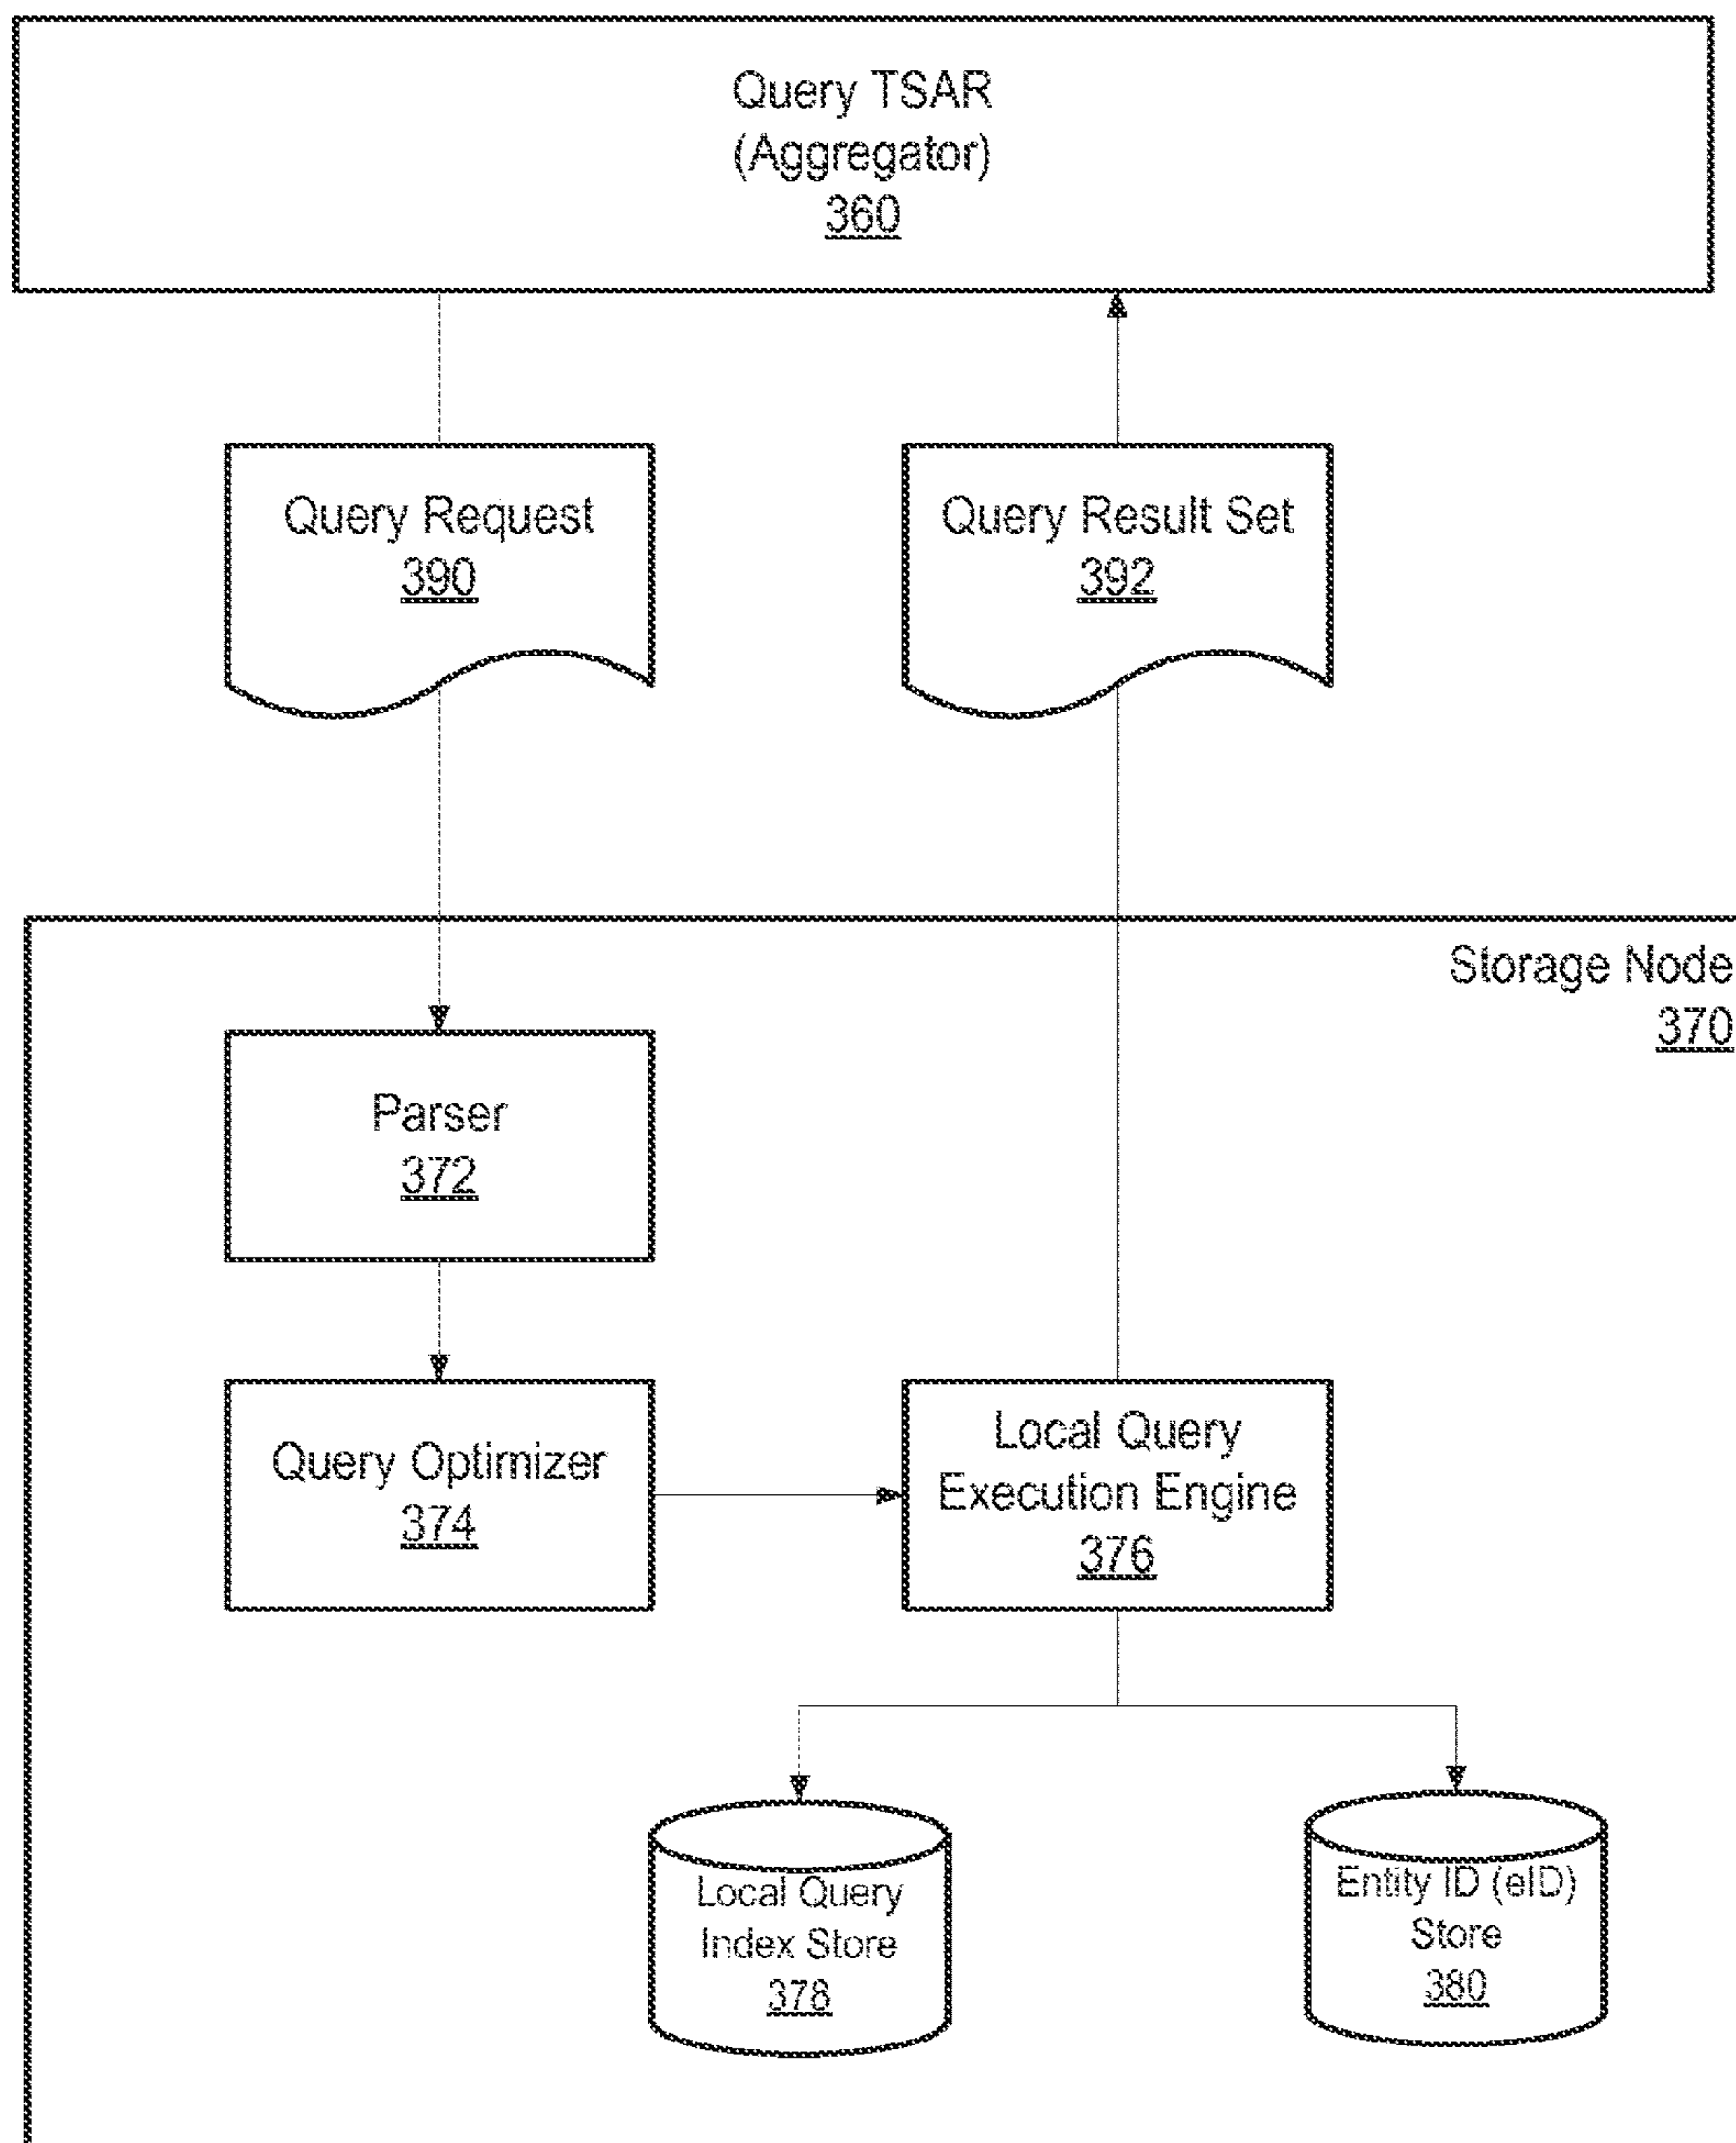 Query TSAR
(Aggregator)
360
Query Request
390
Query Result Set
392
Storage Node
370
Parser
372
Query Optimizer
374
Local Query
Execution Engine
376
Local Query
Index Store
378
Entity ID (eID)
Store
380